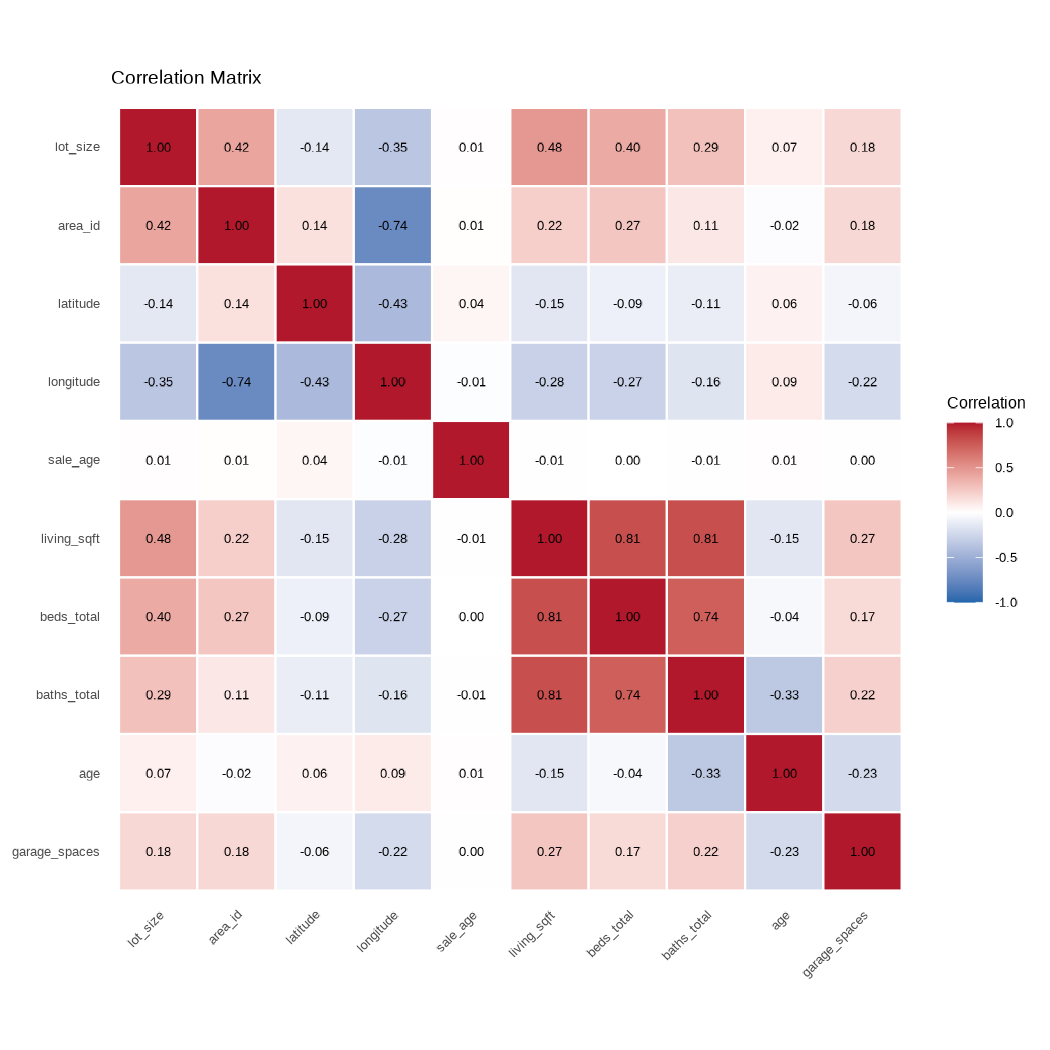 Correlation Matrix
lot_size 1.00 0.42 -0.14 -0.35 0.01 0.48 0.40 0.29 0.07 0.18
area_id 0.42 1.00 0.14 -0.74 0.01 0.22 0.27 0.11 -0.02 0.18
latitude -0.14 0.14 1.00 -0.43 0.04 -0.15 -0.09 -0.11 0.06 -0.06
longitude -0.35 -0.74 -0.43 1.00 -0.01 -0.28 -0.27 -0.16 0.09 -0.22
sale_age 0.01 0.01 0.04 -0.01 1.00 -0.01 0.00 -0.01 0.01 0.00
living_sqft 0.48 0.22 -0.15 -0.28 -0.01 1.00 0.81 0.81 -0.15 0.27
beds_total 0.40 0.27 -0.09 -0.27 0.00 0.81 1.00 0.74 -0.04 0.17
baths_total 0.29 0.11 -0.11 -0.16 -0.01 0.81 0.74 1.00 -0.33 0.22
age 0.07 -0.02 0.06 0.09 0.01 -0.15 -0.04 -0.33 1.00 -0.23
garage_spaces 0.18 0.18 -0.06 -0.22 0.00 0.27 0.17 0.22 -0.23 1.00
lot_size area_id latitude longitude sale_age living_sqft beds_total baths_total age garage_spaces
Correlation
1.0
0.5
0.0
-0.5
-1.0